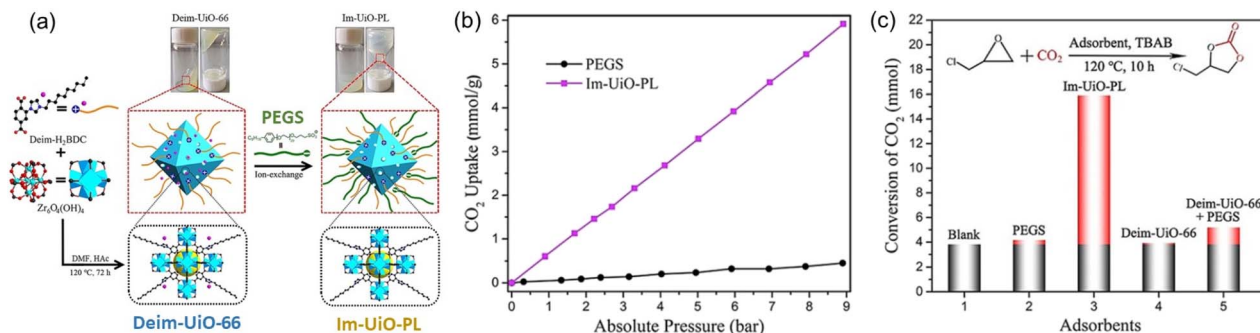 (a)
Deim-UiO-66
Im-UiO-PL
Deim-H₂BDC
+
Zr₆O₄(OH)₄
PEGS
Ion-exchange
DMF, HAc
120 °C, 72 h
Deim-UiO-66
Im-UiO-PL
(b)
CO₂ Uptake (mmol/g)
6
5
4
3
2
1
0
PEGS
Im-UiO-PL
0 1 2 3 4 5 6 7 8 9
Absolute Pressure (bar)
(c)
Conversion of CO₂ (mmol)
22
20
18
16
14
12
10
8
6
4
2
0
Cl
O
+ CO₂
Adsorbent, TBAB
120 °C, 10 h
O
O
O
Cl
Im-UiO-PL
Blank
PEGS
Deim-UiO-66
Deim-UiO-66
+ PEGS
1 2 3 4 5
Adsorbents